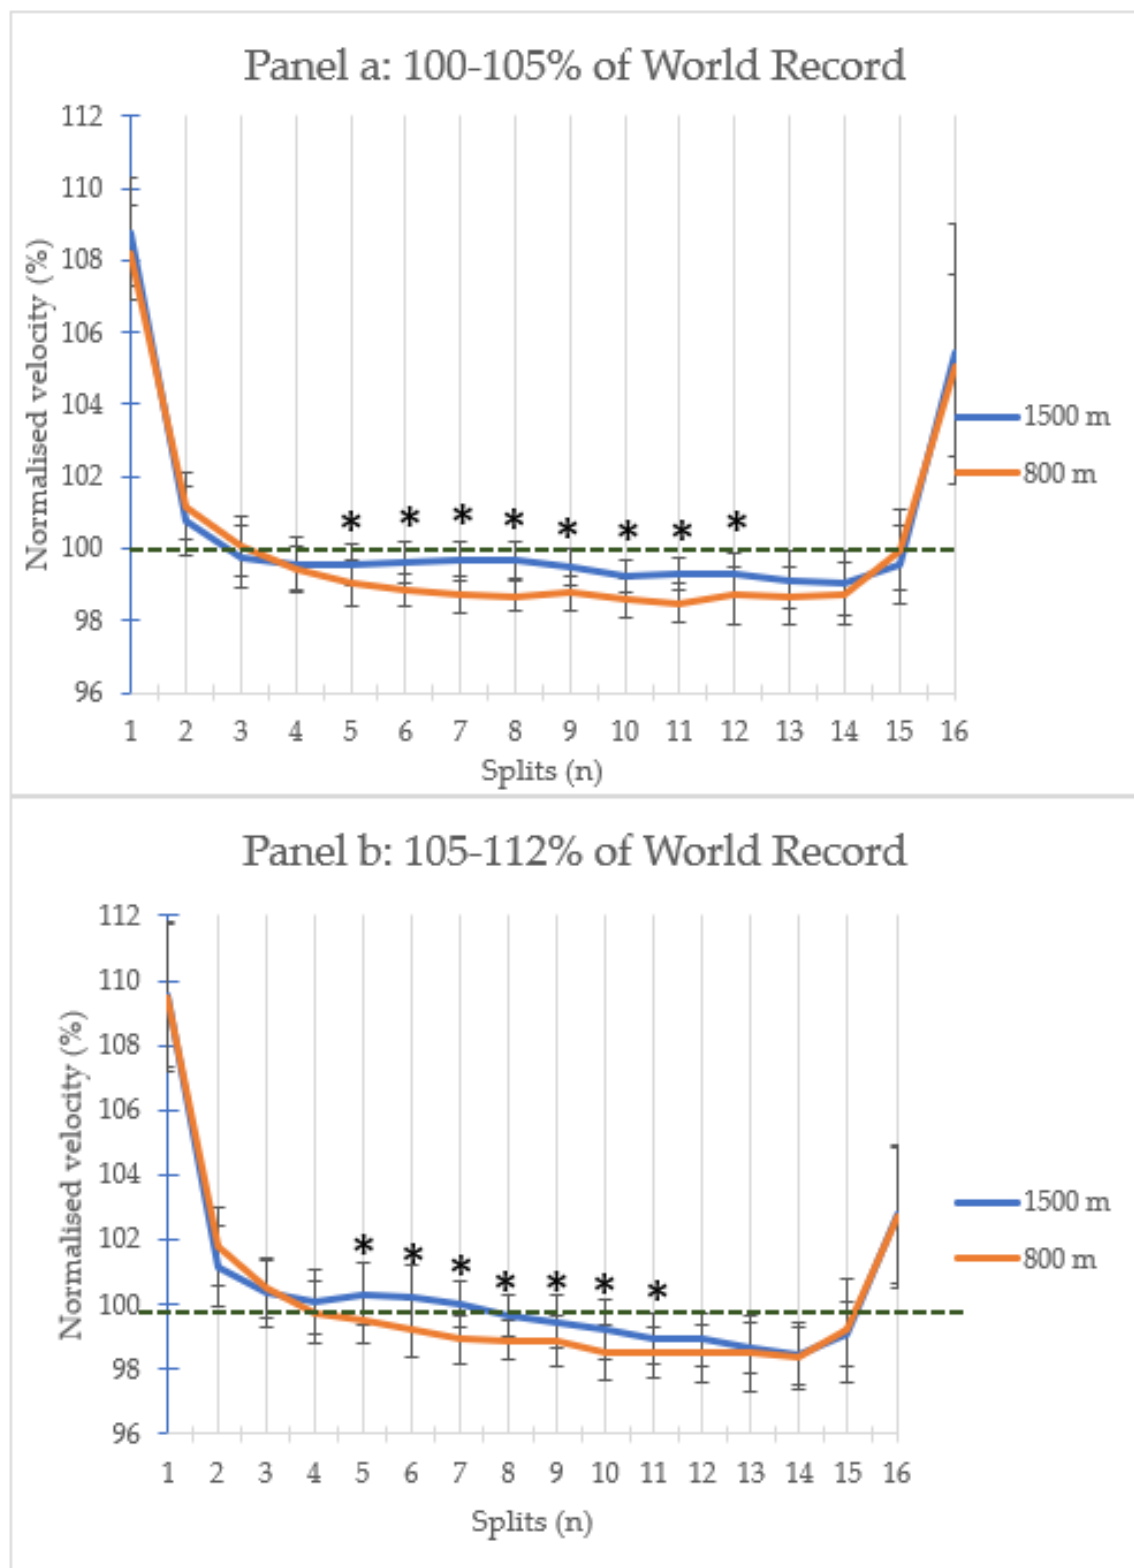 Panel a: 100-105% of World Record
112
110
108
106
104
102
100
98
96
Normalised velocity (%)
* * * * * * * *
1 2 3 4 5 6 7 8 9 10 11 12 13 14 15 16
Splits (n)
1500 m
800 m
Panel b: 105-112% of World Record
112
110
108
106
104
102
100
98
96
Normalised velocity (%)
* * * * * * *
1 2 3 4 5 6 7 8 9 10 11 12 13 14 15 16
Splits (n)
1500 m
800 m